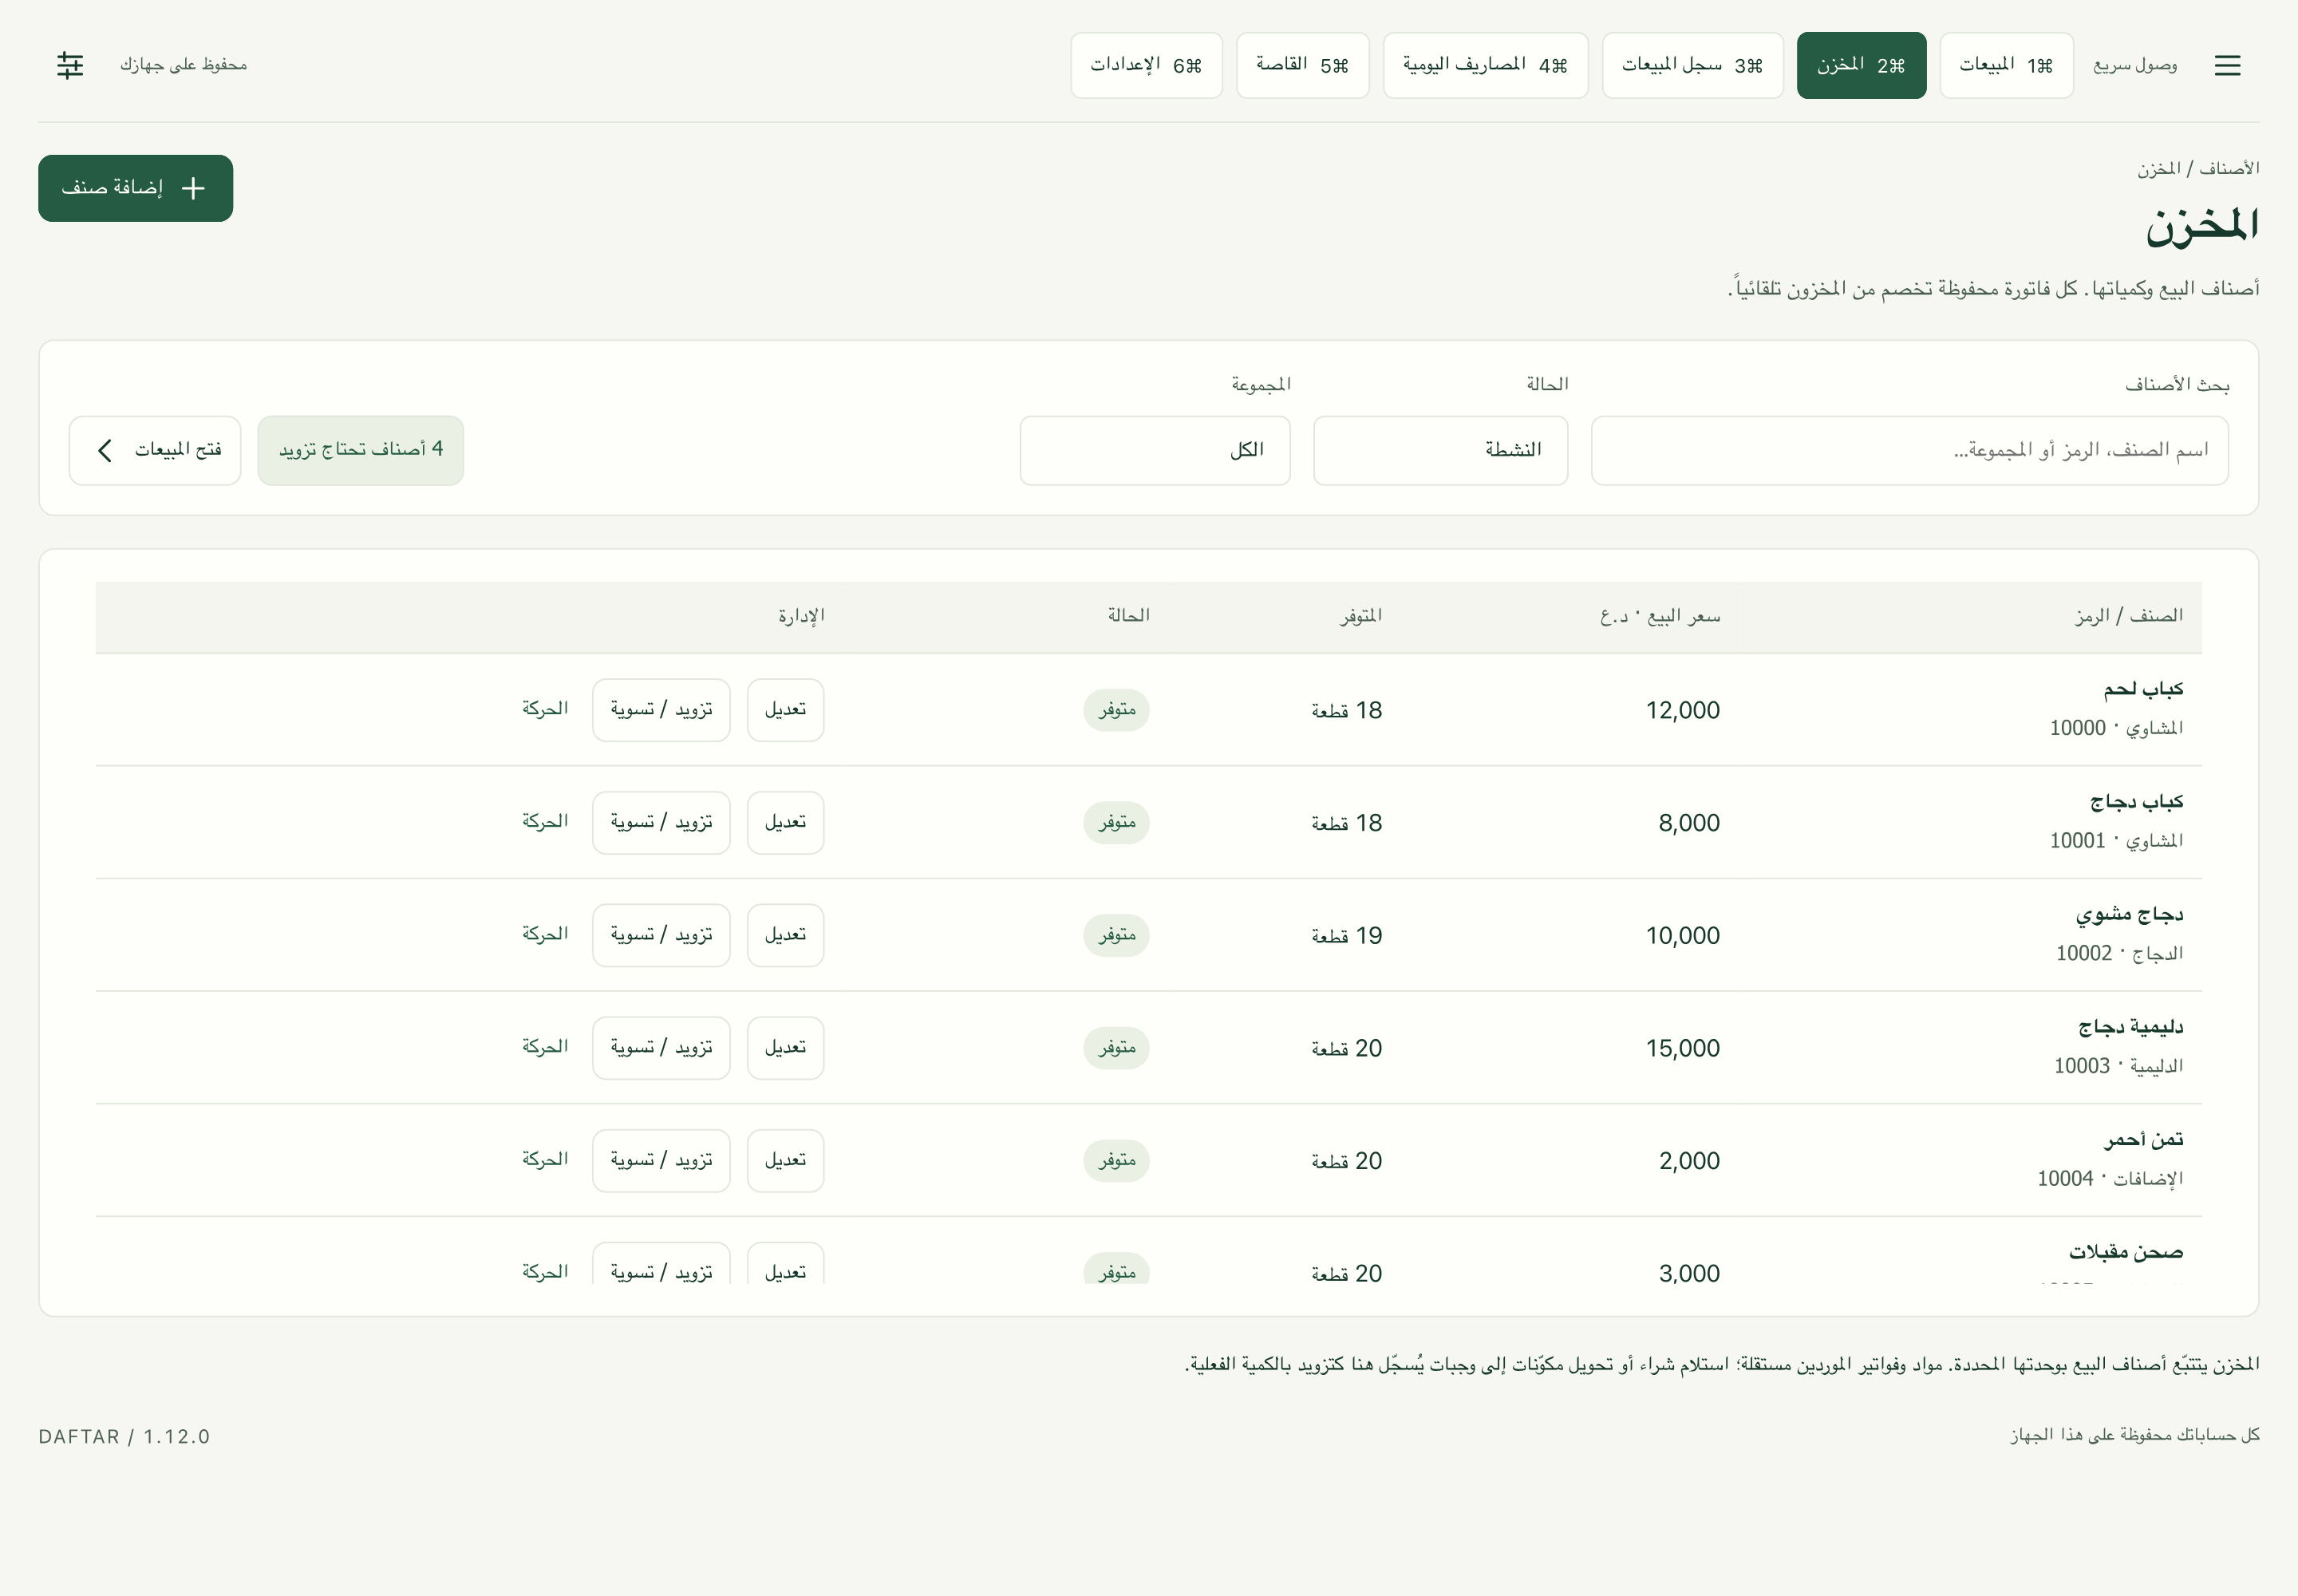 وصول سريع
⌘1 المبيعات
⌘2 المخزن
⌘3 سجل المبيعات
⌘4 المصاريف اليومية
⌘5 القاصة
⌘6 الإعدادات
محفوظ على جهازك
الأصناف / المخزن
المخزن
إضافة صنف
أصناف البيع وكمياتها. كل فاتورة محفوظة تخصم من المخزون تلقائياً.
بحث الأصناف
الحالة
المجموعة
اسم الصنف، الرمز أو المجموعة...
النشطة
الكل
4 أصناف تحتاج تزويد
فتح المبيعات
الصنف / الرمز
سعر البيع · د.ع
المتوفر
الحالة
الإدارة
كباب لحم
المشاوي · 10000
12,000
18 قطعة
متوفر
تعديل
تزويد / تسوية
الحركة
كباب دجاج
المشاوي · 10001
8,000
18 قطعة
متوفر
تعديل
تزويد / تسوية
الحركة
دجاج مشوي
الدجاج · 10002
10,000
19 قطعة
متوفر
تعديل
تزويد / تسوية
الحركة
دليمية دجاج
الدليمية · 10003
15,000
20 قطعة
متوفر
تعديل
تزويد / تسوية
الحركة
تمن أحمر
الإضافات · 10004
2,000
20 قطعة
متوفر
تعديل
تزويد / تسوية
الحركة
صحن مقبلات
3,000
20 قطعة
متوفر
تعديل
تزويد / تسوية
الحركة
المخزن يتتبّع أصناف البيع بوحدتها المحددة. مواد وفواتير الموردين مستقلة؛ استلام شراء أو تحويل مكوّنات إلى وجبات يُسجّل هنا كتزويد بالكمية الفعلية.
كل حساباتك محفوظة على هذا الجهاز
DAFTAR / 1.12.0